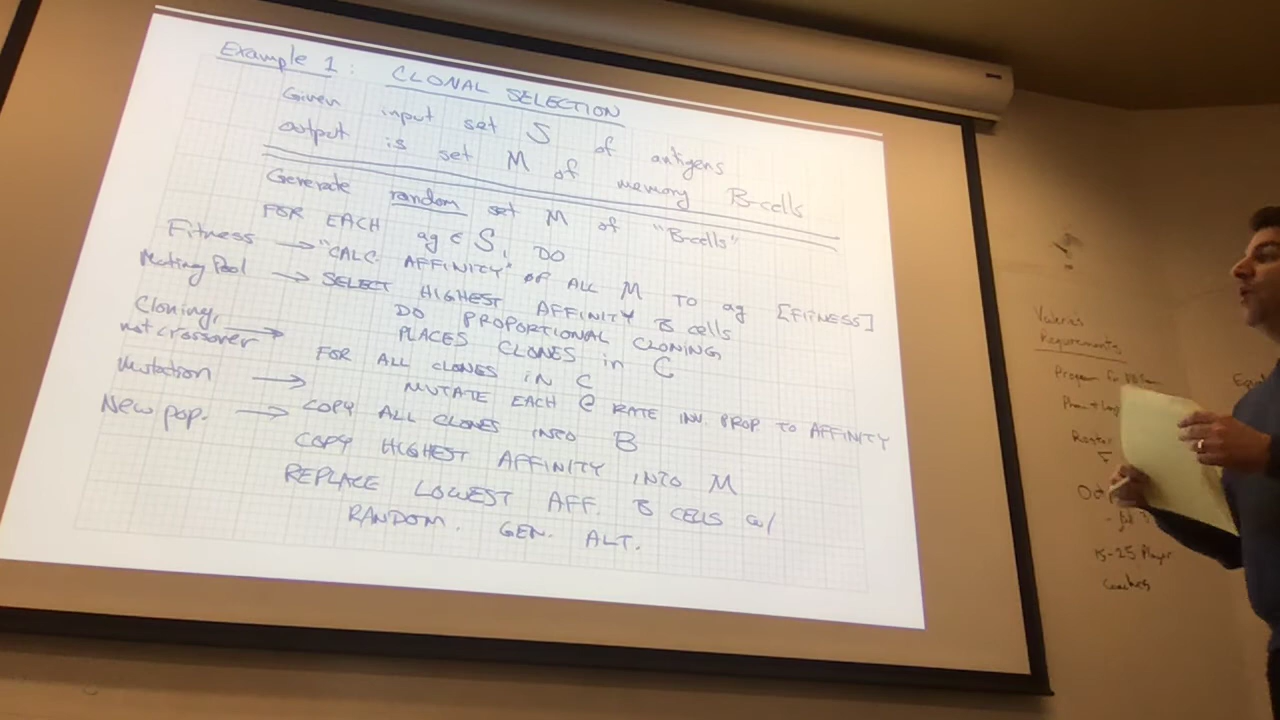 Example 1: CLONAL SELECTION
Given input set S of antigens
output is set M of memory B-cells
Generate random set M of "B-cells"
FOR EACH ag ∈ S, DO
Fitness → "CALC AFFINITY" OF ALL M TO ag [FITNESS]
Mating Pool → SELECT HIGHEST AFFINITY B cells
DO PROPORTIONAL CLONING
Cloning,
not crossover → PLACES CLONES in C
FOR ALL CLONES IN C
Mutation → MUTATE EACH @ RATE INV. PROP. TO AFFINITY
New pop. → COPY ALL CLONES INTO B
COPY HIGHEST AFFINITY INTO M
REPLACE LOWEST AFF. B CELLS w/
RANDOM. GEN. ALT.
Requirements
15-25 Player
Coaches